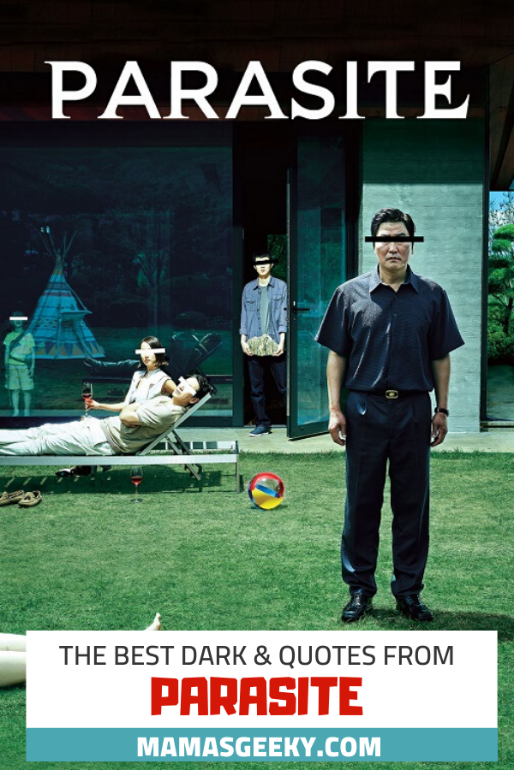 PARASITE
THE BEST DARK & QUOTES FROM
PARASITE
MAMASGEEKY.COM